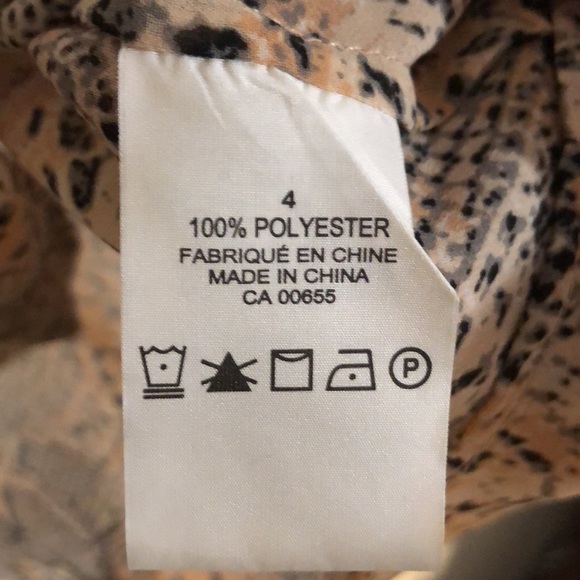 4
100% POLYESTER
FABRIQUÉ EN CHINE
MADE IN CHINA
CA 00655
P